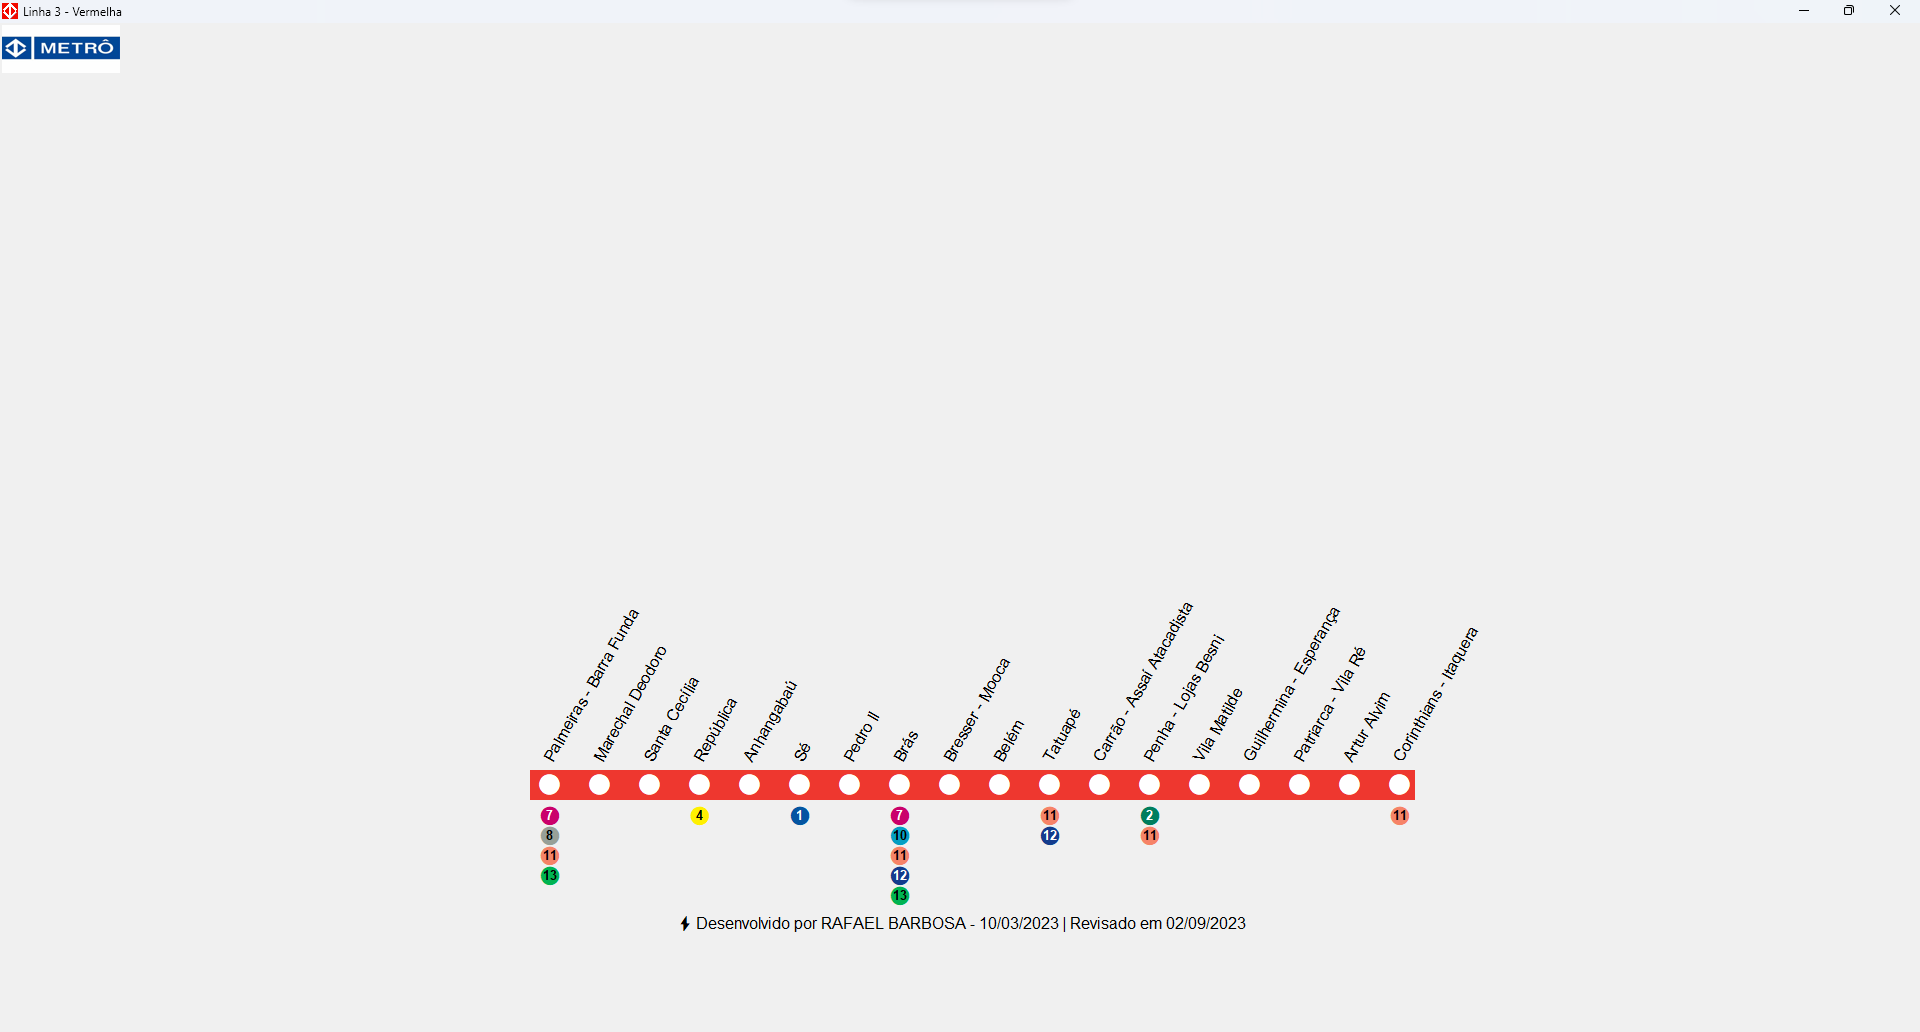 Linha 3 - Vermelha
METRÔ
Palmeiras - Barra Funda
Marechal Deodoro
Santa Cecília
República
Anhangabaú
Sé
Pedro II
Brás
Bresser - Mooca
Belém
Tatuapé
Carrão - Assaí Atacadista
Penha - Lojas Besni
Vila Matilde
Guilhermina - Esperança
Patriarca - Vila Ré
Artur Alvim
Corinthians - Itaquera
7 4 1 7 11 2 11
8 10 12 11
11 11
13 12
13
Desenvolvido por RAFAEL BARBOSA - 10/03/2023 | Revisado em 02/09/2023